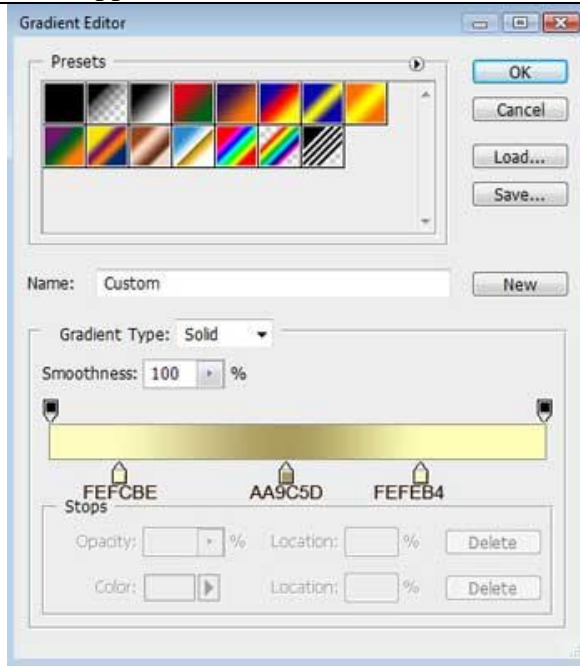 Gradient Editor
Presets
OK
Cancel
Load...
Save...
Name: Custom
New
Gradient Type: Solid
Smoothness: 100 %
FEFCBE AA9C5D FEFEB4
Stops
Opacity: % Location: % Delete
Color: Location: % Delete